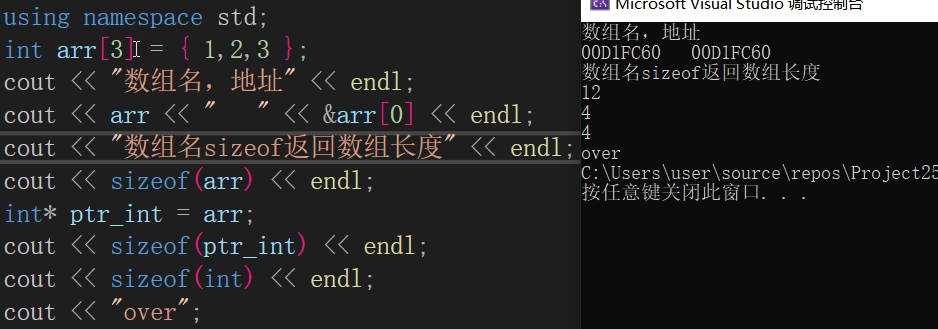 using namespace std;
int arr[3] = { 1,2,3 };
cout << "数组名，地址" << endl;
cout << arr << "   " << &arr[0] << endl;
cout << "数组名sizeof返回数组长度" << endl;
cout << sizeof(arr) << endl;
int* ptr_int = arr;
cout << sizeof(ptr_int) << endl;
cout << sizeof(int) << endl;
cout << "over";
Microsoft Visual Studio 调试控制台
数组名，地址
00D1FC60   00D1FC60
数组名sizeof返回数组长度
12
4
4
over
C:\Users\user\source\repos\Project25
按任意键关闭此窗口. . .